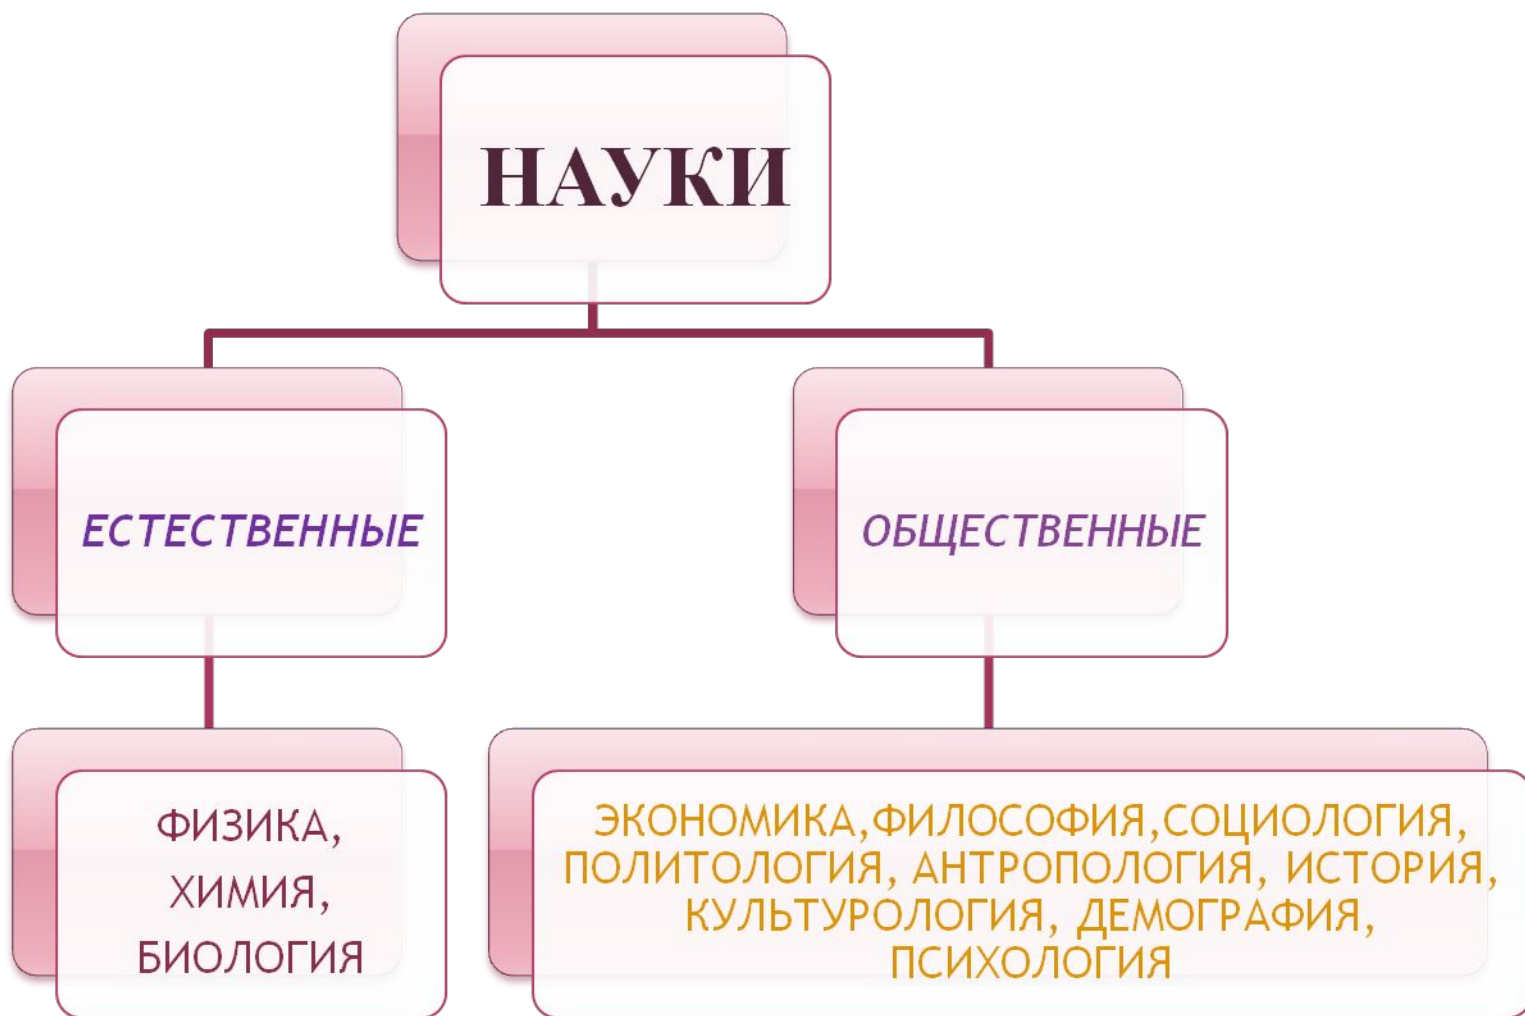 НАУКИ
ЕСТЕСТВЕННЫЕ
ОБЩЕСТВЕННЫЕ
ФИЗИКА,
ХИМИЯ,
БИОЛОГИЯ
ЭКОНОМИКА,ФИЛОСОФИЯ,СОЦИОЛОГИЯ,
ПОЛИТОЛОГИЯ, АНТРОПОЛОГИЯ, ИСТОРИЯ,
КУЛЬТУРОЛОГИЯ, ДЕМОГРАФИЯ,
ПСИХОЛОГИЯ